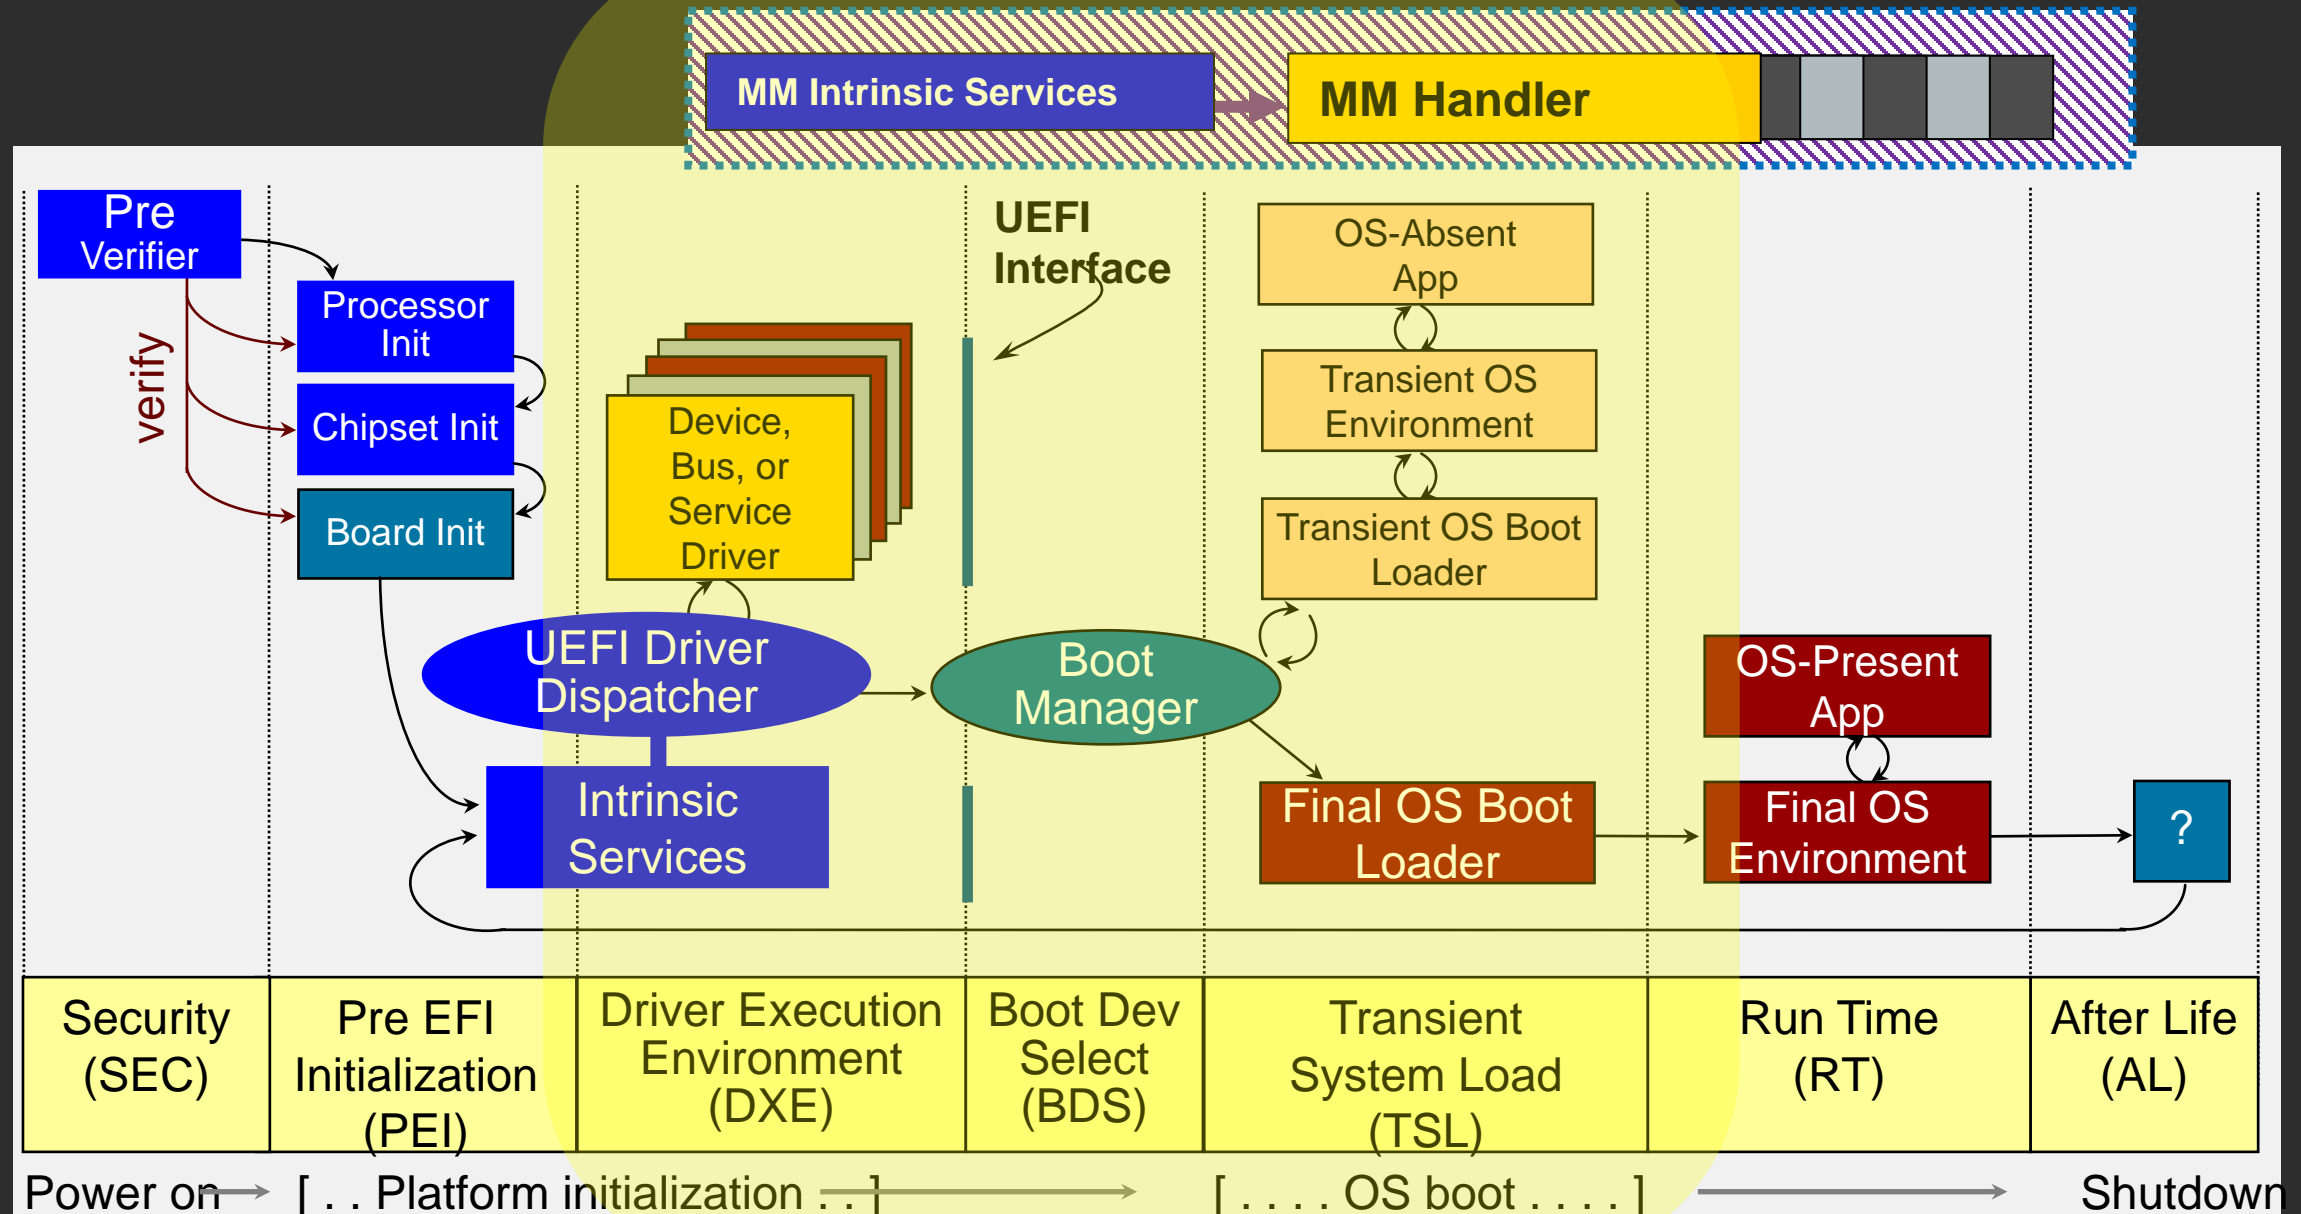 MM Intrinsic Services
MM Handler
Pre
Verifier
verify
Processor
Init
Chipset Init
Board Init
Device,
Bus, or
Service
Driver
UEFI Driver
Dispatcher
Intrinsic
Services
UEFI
Interface
Boot
Manager
OS-Absent
App
Transient OS
Environment
Transient OS Boot
Loader
Final OS Boot
Loader
OS-Present
App
Final OS
Environment
?
Security
(SEC)
Pre EFI
Initialization
(PEI)
Driver Execution
Environment
(DXE)
Boot Dev
Select
(BDS)
Transient
System Load
(TSL)
Run Time
(RT)
After Life
(AL)
Power on
[ . . Platform initialization . . ]
[ . . . . OS boot . . . . ]
Shutdown